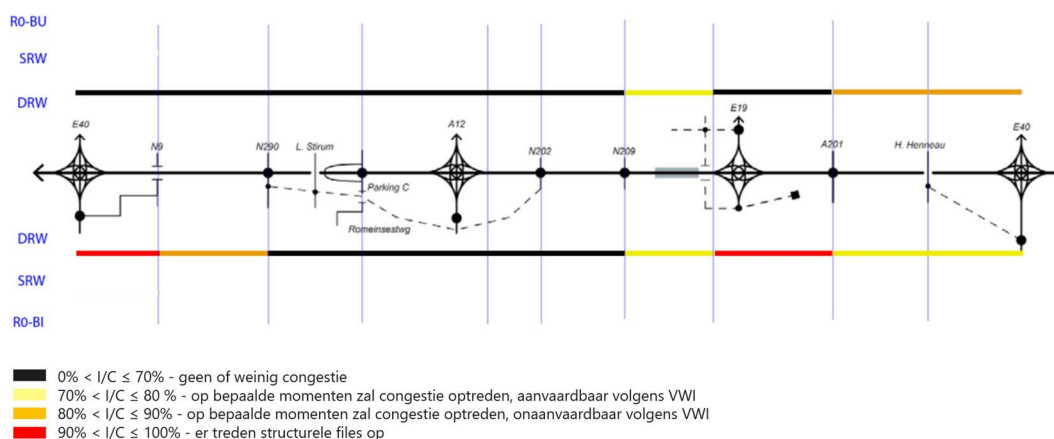 R0-BU
SRW
DRW
E40
N9
N290
L. Stirum
A12
N202
N209
E19
A201
H. Henneau
E40
Parking C
Romeinsestwg
DRW
SRW
R0-BI
0% < I/C ≤ 70% - geen of weinig congestie
70% < I/C ≤ 80 % - op bepaalde momenten zal congestie optreden, aanvaardbaar volgens VWI
80% < I/C ≤ 90% - op bepaalde momenten zal congestie optreden, onaanvaardbaar volgens VWI
90% < I/C ≤ 100% - er treden structurele files op